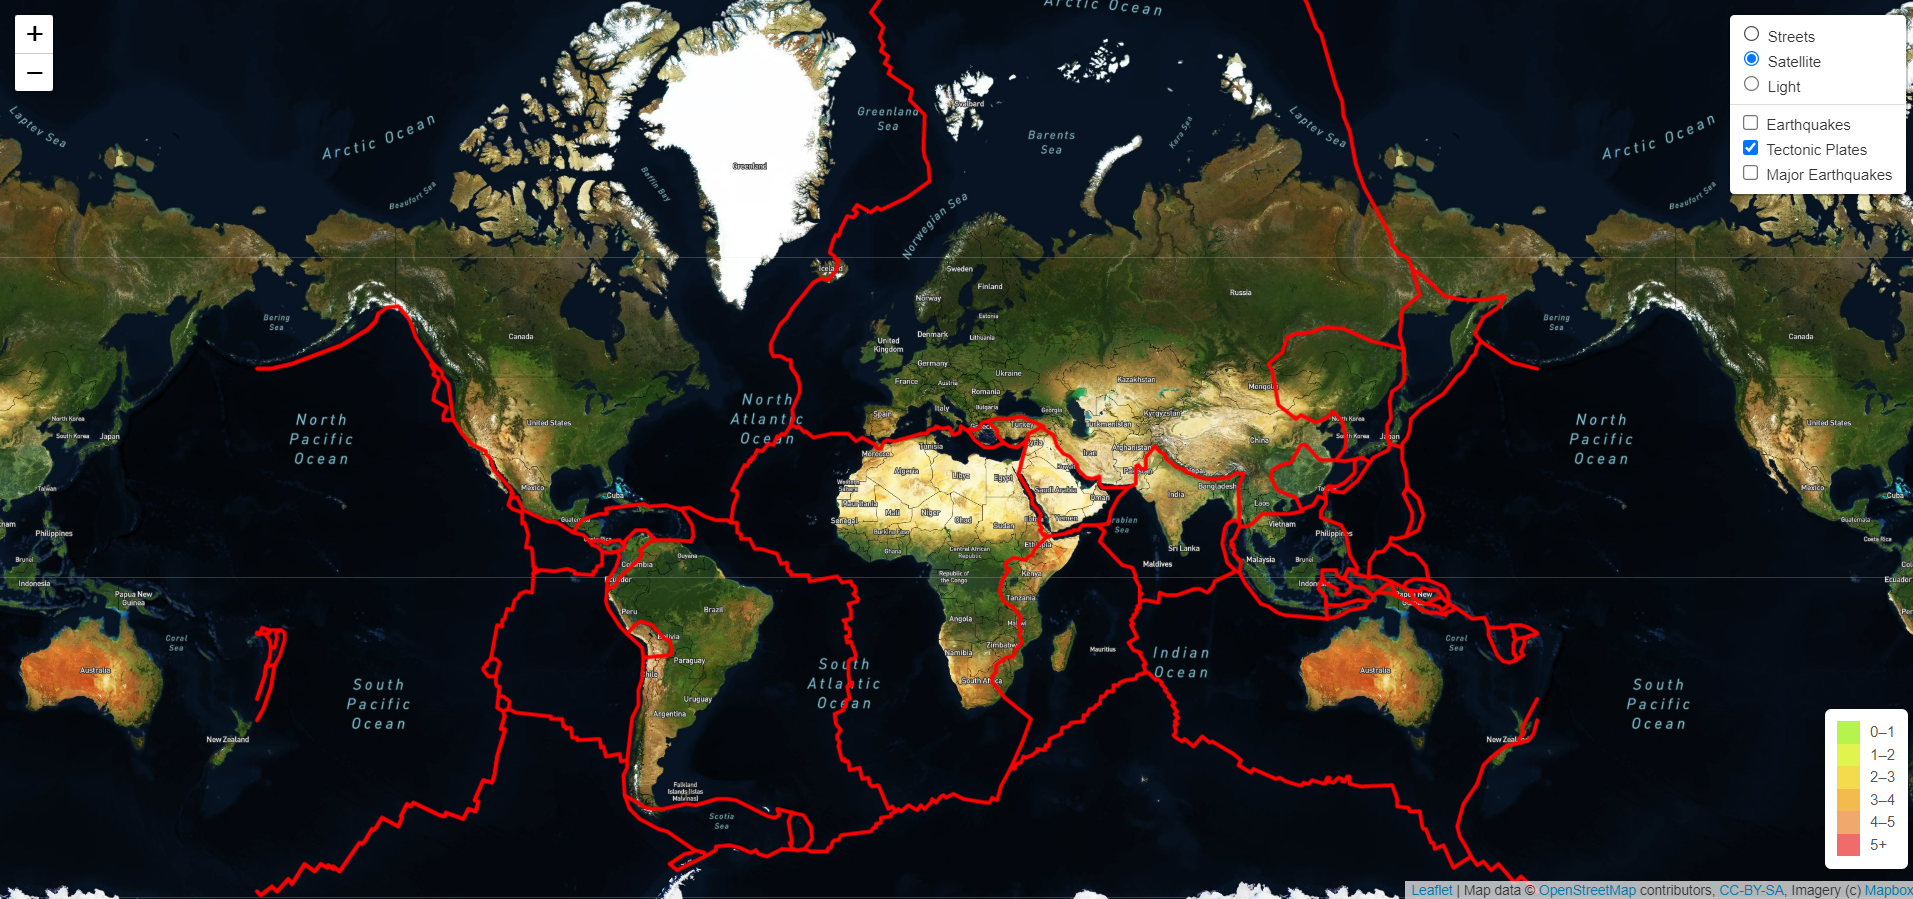 +
−
Streets
Satellite
Light
Earthquakes
Tectonic Plates
Major Earthquakes
Arctic Ocean
Laptev Sea
Arctic Ocean
Beaufort Sea
Baffin Bay
Greenland
Greenland
Sea
Svalbard
Barents
Sea
Kara Sea
Laptev Sea
Arctic Ocean
Beaufort Sea
Norwegian Sea
Iceland
Sweden
Finland
Norway
Estonia
Russia
Bering
Sea
Canada
United
Kingdom
Denmark
Lithuania
Bering
Sea
Canada
Germany
Ukraine
France
Austria
Kazakhstan
Mongolia
Romania
North
Atlantic
Ocean
Spain
Italy
Bulgaria
Georgia
Kyrgyzstan
North
Pacific
Ocean
North Korea
South Korea
Japan
United States
Greece
Turkey
Turkmenistan
North Korea
South Korea
Japan
North
Pacific
Ocean
United States
Morocco
Tunisia
Syria
Iran
Afghanistan
China
Algeria
Libya
Egypt
Kuwait
Pakistan
Taiwan
Mexico
Cuba
Western
Sahara
Mauritania
Mali
Niger
Chad
Sudan
Saudi Arabia
Oman
India
Bangladesh
Laos
Mexico
Cuba
Guatemala
Senegal
Burkina Faso
Yemen
Arabian
Sea
Vietnam
Guatemala
Philippines
Costa Rica
Ghana
Central African
Republic
Ethiopia
Sri Lanka
Philippines
Costa Rica
Brunei
Guyana
Colombia
Maldives
Malaysia
Brunei
Indonesia
Ecuador
Republic of
the Congo
Kenya
Ecuador
Papua New
Guinea
Peru
Brazil
Tanzania
Papua New
Angola
Malawi
Coral
Sea
Bolivia
Zimbabwe
Mauritius
Coral
Sea
Australia
Paraguay
Namibia
Indian
Ocean
Australia
Chile
South Africa
South
Pacific
Ocean
Uruguay
South
Atlantic
Ocean
South
Pacific
Ocean
Argentina
New Zealand
New Zealand
Falkland
Islands (Islas
Malvinas)
Scotia
Sea
0–1
1–2
2–3
3–4
4–5
5+
Leaflet | Map data © OpenStreetMap contributors, CC-BY-SA, Imagery (c) Mapbox